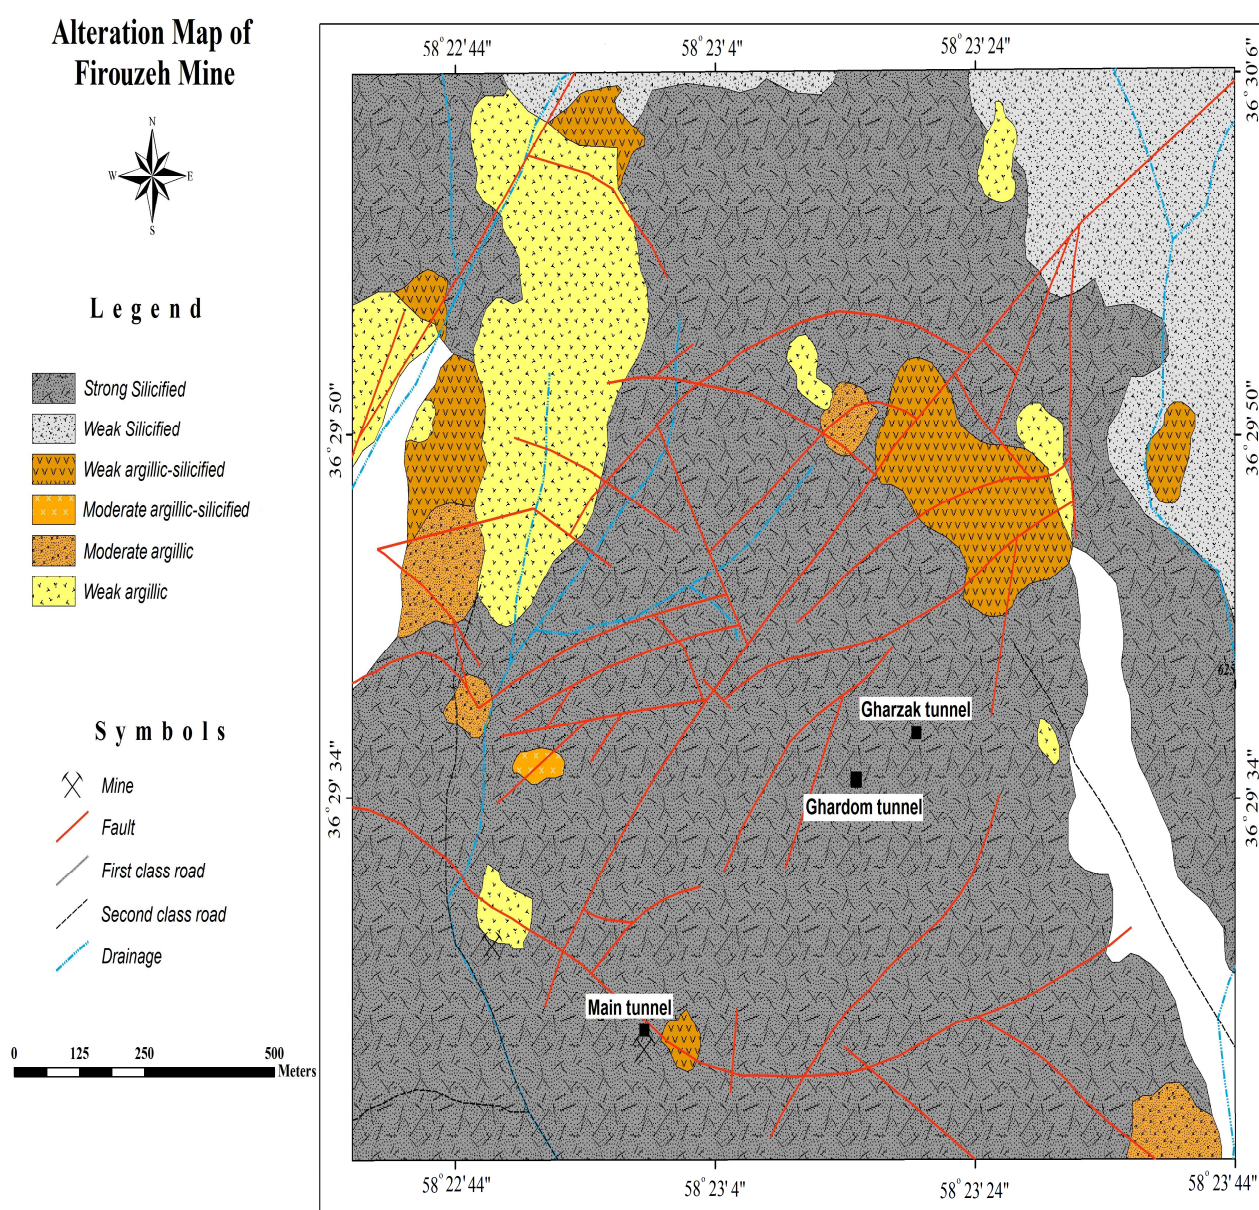 Alteration Map of
Firouzeh Mine
N
W
E
S
Legend
Strong Silicified
Weak Silicified
Weak argillic-silicified
Moderate argillic-silicified
Moderate argillic
Weak argillic
Symbols
Mine
Fault
First class road
Second class road
Drainage
0 125 250 500
Meters
58° 22' 44"
58° 23' 4"
58° 23' 24"
36° 30' 6"
36° 29' 50"
36° 29' 50"
36° 29' 34"
36° 29' 34"
Gharzak tunnel
Ghardom tunnel
Main tunnel
58° 22' 44"
58° 23' 4"
58° 23' 24"
58° 23' 44"